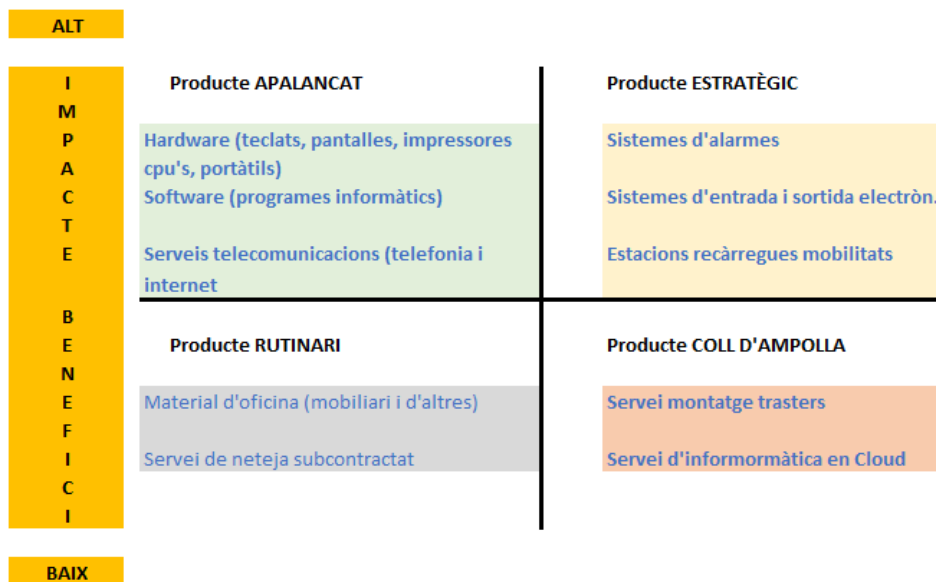 ALT
IMPACTE BENEFICI
Producte APALANCAT
Hardware (teclats, pantalles, impressores
cpu's, portàtils)
Software (programes informàtics)
Serveis telecomunicacions (telefonia i
internet
Producte ESTRATÈGIC
Sistemes d'alarmes
Sistemes d'entrada i sortida electròn.
Estacions recàrregues mobilitats
Producte RUTINARI
Material d'oficina (mobiliari i d'altres)
Servei de neteja subcontractat
Producte COLL D'AMPOLLA
Servei montatge trasters
Servei d'informormàtica en Cloud
BAIX